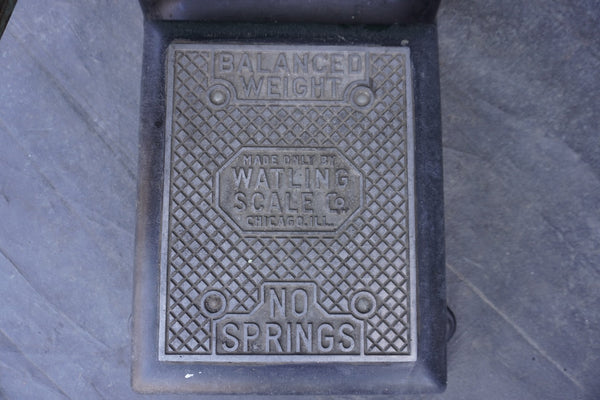 BALANCED
WEIGHT
MADE ONLY BY
WATLING
SCALE Co.
CHICAGO. ILL.
NO
SPRINGS